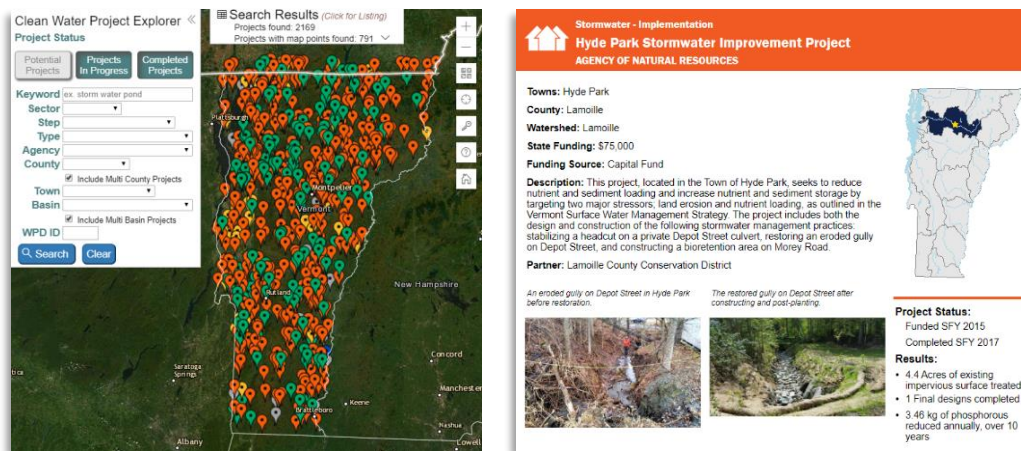 Clean Water Project Explorer
Project Status
Potential Projects
Projects In Progress
Completed Projects
Keyword ex. storm water pond
Sector
Step
Type
Agency
County
Include Multi County Projects
Town
Basin
Include Multi Basin Projects
WPD ID
Search
Clear
Search Results (Click for Listing)
Projects found: 2169
Projects with map points found: 791
Plattsburgh
Montpelier
Vermont
Rutland
New Hampshire
Concord
Saratoga
Springs
Manchester
Keene
Brattleboro
Nashua
Albany
Lowell
Stormwater - Implementation
Hyde Park Stormwater Improvement Project
AGENCY OF NATURAL RESOURCES
Towns: Hyde Park
County: Lamoille
Watershed: Lamoille
State Funding: $75,000
Funding Source: Capital Fund
Description: This project, located in the Town of Hyde Park, seeks to reduce
nutrient and sediment loading and increase nutrient and sediment storage by
targeting two major stressors, land erosion and nutrient loading, as outlined in the
Vermont Surface Water Management Strategy. The project includes both the
design and construction of the following stormwater management practices:
stabilizing a headcut on a private Depot Street culvert, restoring an eroded gully
on Depot Street, and constructing a bioretention area on Morey Road.
Partner: Lamoille County Conservation District
An eroded gully on Depot Street in Hyde Park
before restoration.
The restored gully on Depot Street after
constructing and post-planting.
Project Status:
Funded SFY 2015
Completed SFY 2017
Results:
• 4.4 Acres of existing
impervious surface treated
• 1 Final designs completed
• 3.46 kg of phosphorous
reduced annually, over 10
years